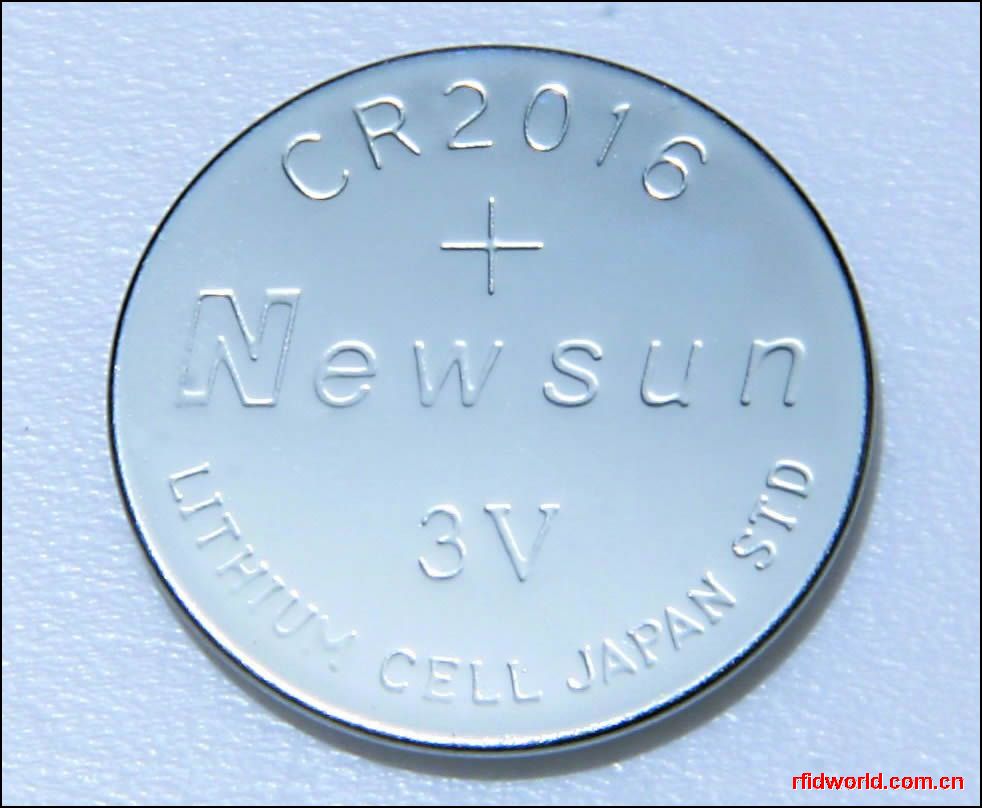 CR2016
+
Newsun
3V
LITHIUM CELL JAPAN STD
rfidworld.com.cn